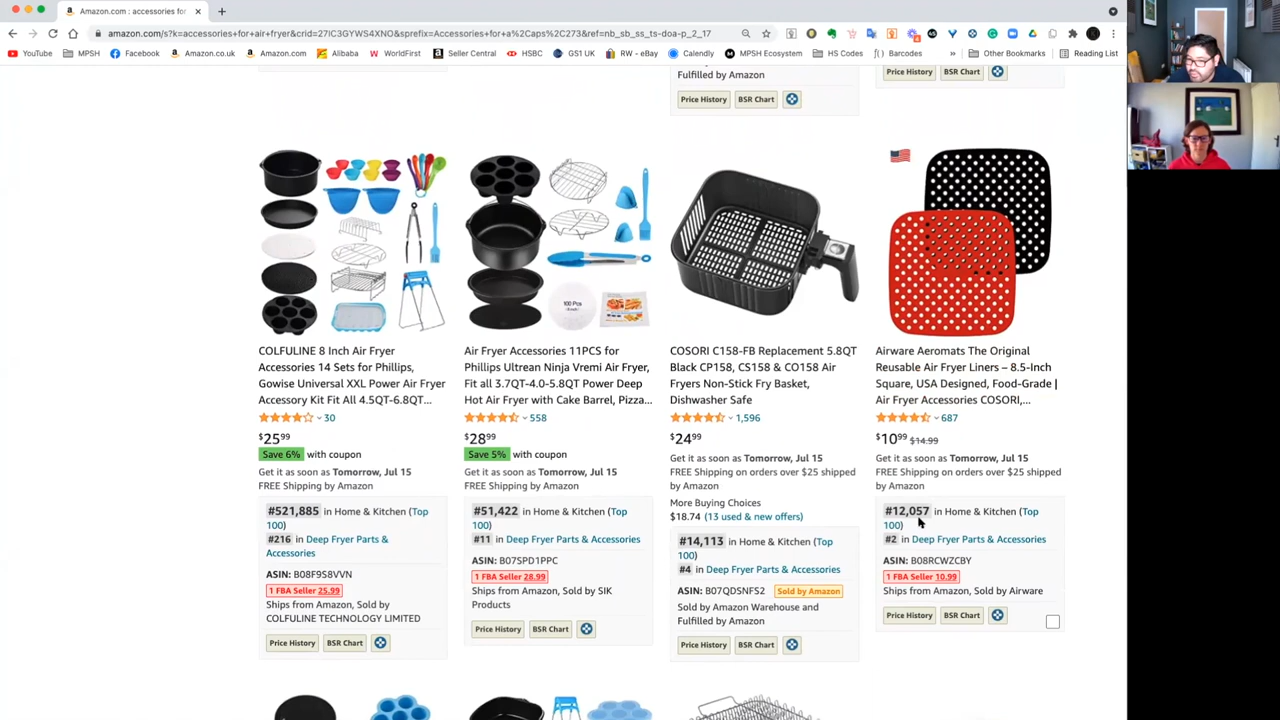 Amazon.com : accessories for
amazon.com/s?k=accessories+for+air+fryer&crid=27IC3GYWS4XNO&sprefix=Accessories+for+a%2Caps%2C273&ref=nb_sb_ss_ts-doa-p_2_17
YouTube MPSH Facebook Amazon.co.uk Amazon.com Alibaba WorldFirst Seller Central HSBC GS1 UK RW - eBay Calendly MPSH Ecosystem HS Codes Barcodes » Other Bookmarks Reading List
Fulfilled by Amazon
Price History BSR Chart
Price History BSR Chart
100 Pcs
COLFULINE 8 Inch Air Fryer
Accessories 14 Sets for Phillips,
Gowise Universal XXL Power Air Fryer
Accessory Kit Fit All 4.5QT-6.8QT...
30
$25 99
Save 6% with coupon
Get it as soon as Tomorrow, Jul 15
FREE Shipping by Amazon
#521,885 in Home & Kitchen (Top
100)
#216 in Deep Fryer Parts &
Accessories
ASIN: B08F9S8VVN
1 FBA Seller 25.99
Ships from Amazon, Sold by
COLFULINE TECHNOLOGY LIMITED
Price History BSR Chart
Air Fryer Accessories 11PCS for
Phillips Ultrean Ninja Vremi Air Fryer,
Fit all 3.7QT-4.0-5.8QT Power Deep
Hot Air Fryer with Cake Barrel, Pizza...
558
$28 99
Save 5% with coupon
Get it as soon as Tomorrow, Jul 15
FREE Shipping by Amazon
#51,422 in Home & Kitchen (Top
100)
#11 in Deep Fryer Parts & Accessories
ASIN: B07SPD1PPC
1 FBA Seller 28.99
Ships from Amazon, Sold by SIK
Products
Price History BSR Chart
COSORI C158-FB Replacement 5.8QT
Black CP158, CS158 & CO158 Air
Fryers Non-Stick Fry Basket,
Dishwasher Safe
1,596
$24 99
Get it as soon as Tomorrow, Jul 15
FREE Shipping on orders over $25 shipped
by Amazon
More Buying Choices
$18.74 (13 used & new offers)
#14,113 in Home & Kitchen (Top
100)
#4 in Deep Fryer Parts & Accessories
ASIN: B07QDSNFS2 Sold by Amazon
Sold by Amazon Warehouse and
Fulfilled by Amazon
Price History BSR Chart
Airware Aeromats The Original
Reusable Air Fryer Liners – 8.5-Inch
Square, USA Designed, Food-Grade |
Air Fryer Accessories COSORI,...
687
$10 99 $14.99
Get it as soon as Tomorrow, Jul 15
FREE Shipping on orders over $25 shipped
by Amazon
#12,057 in Home & Kitchen (Top
100)
#2 in Deep Fryer Parts & Accessories
ASIN: B08RCWZCBY
1 FBA Seller 10.99
Ships from Amazon, Sold by Airware
Price History BSR Chart